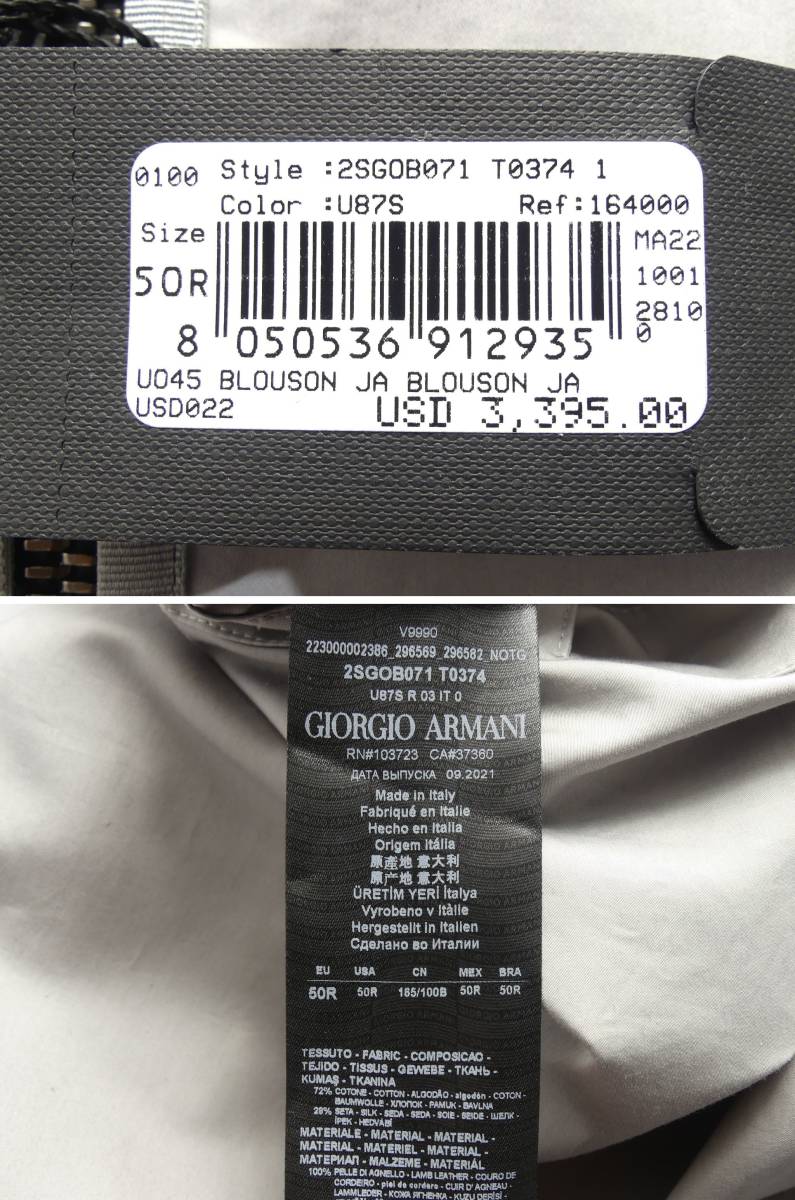 0100 Style :2SGOB071 T0374 1
Color :U87S Ref:164000
Size MA22
50R 1001
2810
0
8 050536 912935
U045 BLOUSON JA BLOUSON JA
USD022 USD 3,395.00
V9990
223000002386_296569_296582_NOTG
2SGOB071 T0374
U87S R 03 IT 0
GIORGIO ARMANI
RN#103723 CA#37360
ДАТА ВЫПУСКА 09.2021
Made in Italy
Fabriqué en Italie
Hecho en Italia
Origem Itália
原產地 意大利
原产地 意大利
ÜRETİM YERİ İtalya
Vyrobeno v Itálie
Hergestellt in Italien
Сделано во Италии
EU USA CN MEX BRA
50R 50R 185/100B 50R 50R
TESSUTO - FABRIC - COMPOSICAO -
TEJIDO - TISSUS - GEWEBE - ТКАНЬ -
KUMAŞ - TKANINA
72% COTONE - COTTON - ALGODÃO - algodón - COTON -
BAUMWOLLE - ХЛОПОК - PAMUK - BAVLNA
28% SETA - SILK - SEDA - SEDA - SOIE - SEIDE - ШЕЛК -
İPEK - HEDVÁBÍ
MATERIALE - MATERIAL - MATERIAL -
MATERIAL - MATERIEL - MATERIAL -
МАТЕРИАЛ - MALZEME - MATERIÁL
100% PELLE DI AGNELLO - LAMB LEATHER - COURO DE
CORDEIRO - piel de cordero - CUIR D'AGNEAU -
LAMMLEDER - КОЖА ЯГНЕНКА - KUZU DERİSİ -